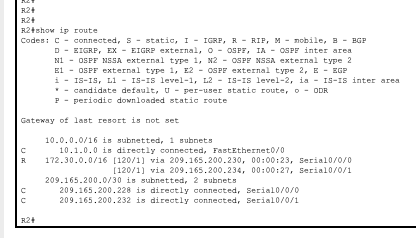 R2#
R2#
R2#
R2#show ip route
Codes: C - connected, S - static, I - IGRP, R - RIP, M - mobile, B - BGP
D - EIGRP, EX - EIGRP external, O - OSPF, IA - OSPF inter area
N1 - OSPF NSSA external type 1, N2 - OSPF NSSA external type 2
E1 - OSPF external type 1, E2 - OSPF external type 2, E - EGP
i - IS-IS, L1 - IS-IS level-1, L2 - IS-IS level-2, ia - IS-IS inter area
* - candidate default, U - per-user static route, o - ODR
P - periodic downloaded static route
Gateway of last resort is not set
10.0.0.0/16 is subnetted, 1 subnets
C 10.1.0.0 is directly connected, FastEthernet0/0
R 172.30.0.0/16 [120/1] via 209.165.200.230, 00:00:23, Serial0/0/0
[120/1] via 209.165.200.234, 00:00:27, Serial0/0/1
209.165.200.0/30 is subnetted, 2 subnets
C 209.165.200.228 is directly connected, Serial0/0/0
C 209.165.200.232 is directly connected, Serial0/0/1
R2#